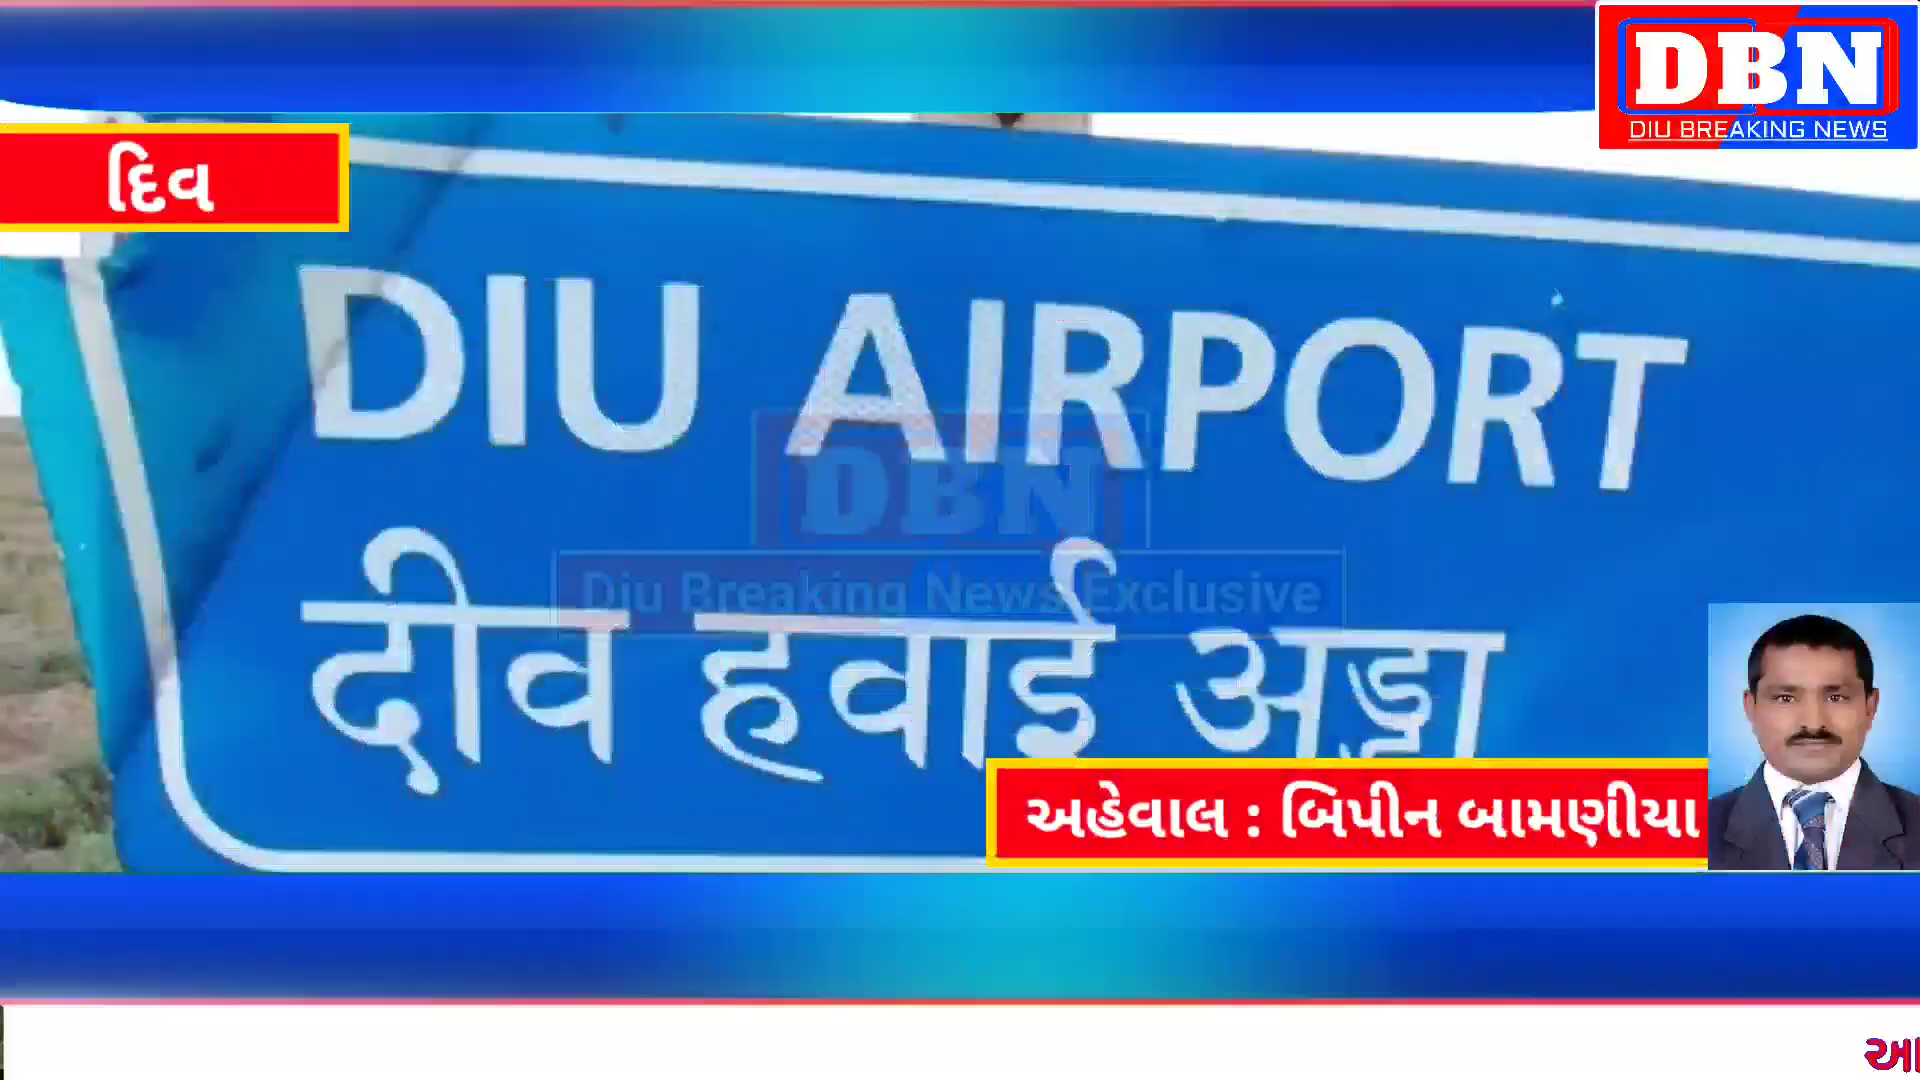 DBN
DIU BREAKING NEWS
દિવ
DIU AIRPORT
DBN
Diu Breaking News Exclusive
दीव हवाई अड्डा
અહેવાલ : બિપીન બામણીયા